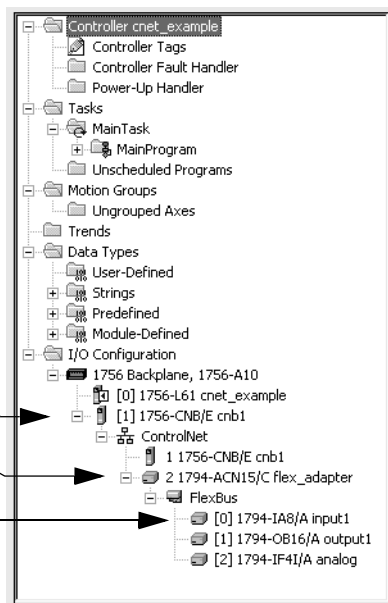 Controller cnet_example
Controller Tags
Controller Fault Handler
Power-Up Handler
Tasks
MainTask
MainProgram
Unscheduled Programs
Motion Groups
Ungrouped Axes
Trends
Data Types
User-Defined
Strings
Predefined
Module-Defined
I/O Configuration
1756 Backplane, 1756-A10
[0] 1756-L61 cnet_example
[1] 1756-CNB/E cnb1
ControlNet
1 1756-CNB/E cnb1
2 1794-ACN15/C flex_adapter
FlexBus
[0] 1794-IA8/A input1
[1] 1794-OB16/A output1
[2] 1794-IF4I/A analog